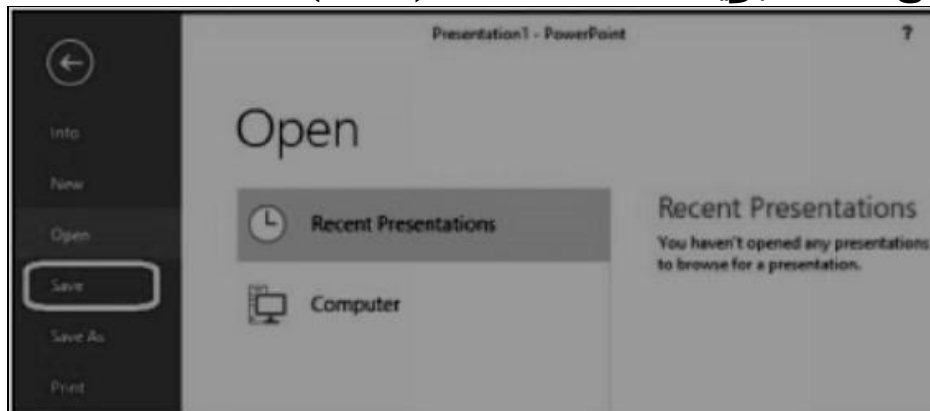 Presentation1 - PowerPoint ?
Info
New
Open
Save
Save As
Print
Open
Recent Presentations
Computer
Recent Presentations
You haven't opened any presentations
to browse for a presentation.